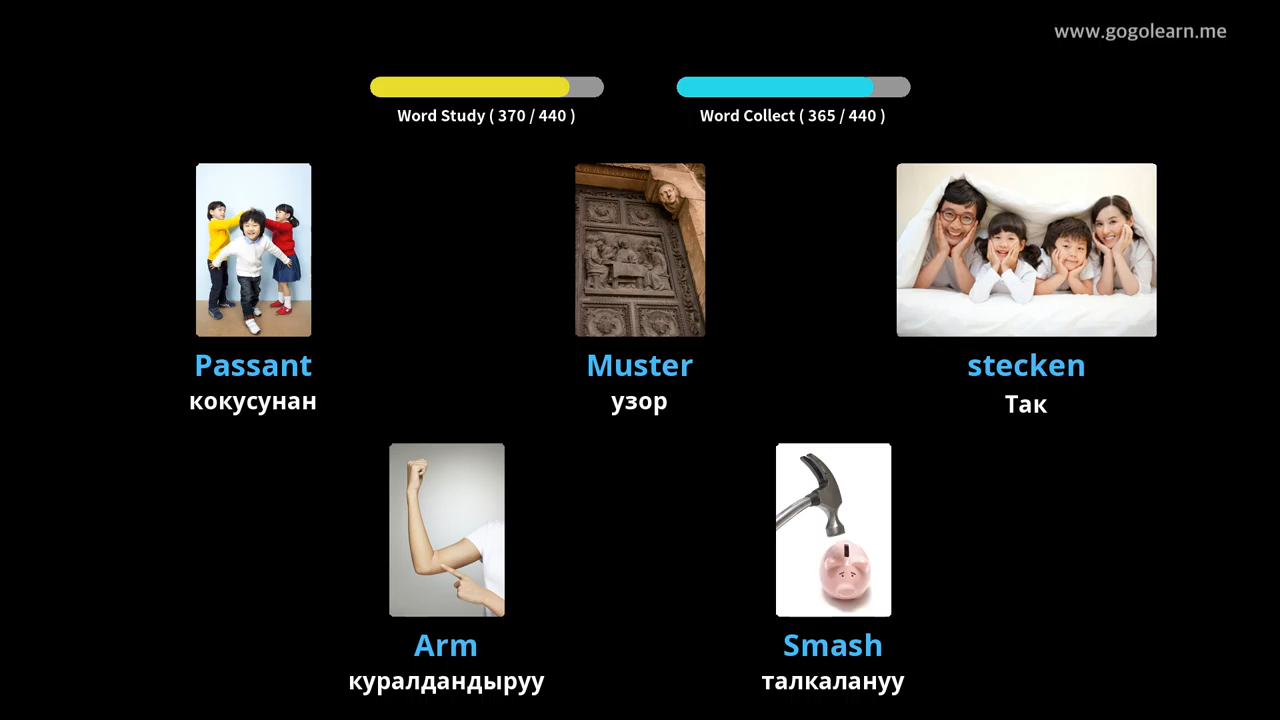 www.gogolearn.me
Word Study ( 370 / 440 )
Word Collect ( 365 / 440 )
Passant
кокусунан
Muster
узор
stecken
Так
Arm
куралдандыруу
Smash
талкалануу